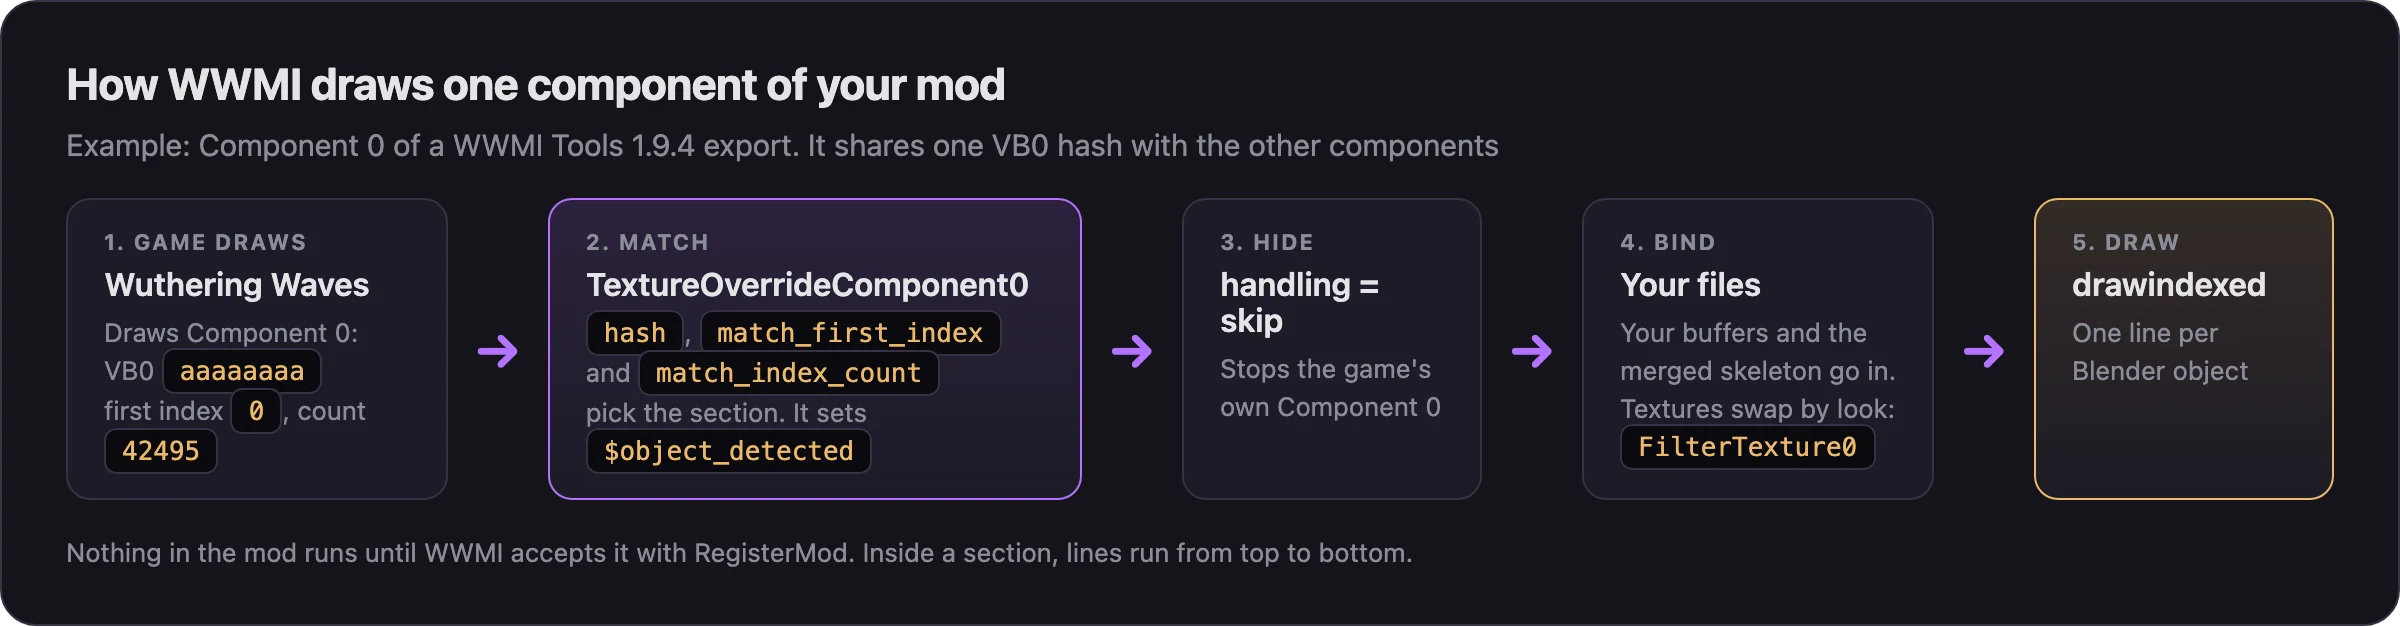 How WWMI draws one component of your mod
Example: Component 0 of a WWMI Tools 1.9.4 export. It shares one VB0 hash with the other components
1. GAME DRAWS
Wuthering Waves
Draws Component 0:
VB0 aaaaaaaa
first index 0, count
42495
2. MATCH
TextureOverrideComponent0
hash, match_first_index
and match_index_count
pick the section. It sets
$object_detected
3. HIDE
handling =
skip
Stops the game's
own Component 0
4. BIND
Your files
Your buffers and the
merged skeleton go in.
Textures swap by look:
FilterTexture0
5. DRAW
drawindexed
One line per
Blender object
Nothing in the mod runs until WWMI accepts it with RegisterMod. Inside a section, lines run from top to bottom.